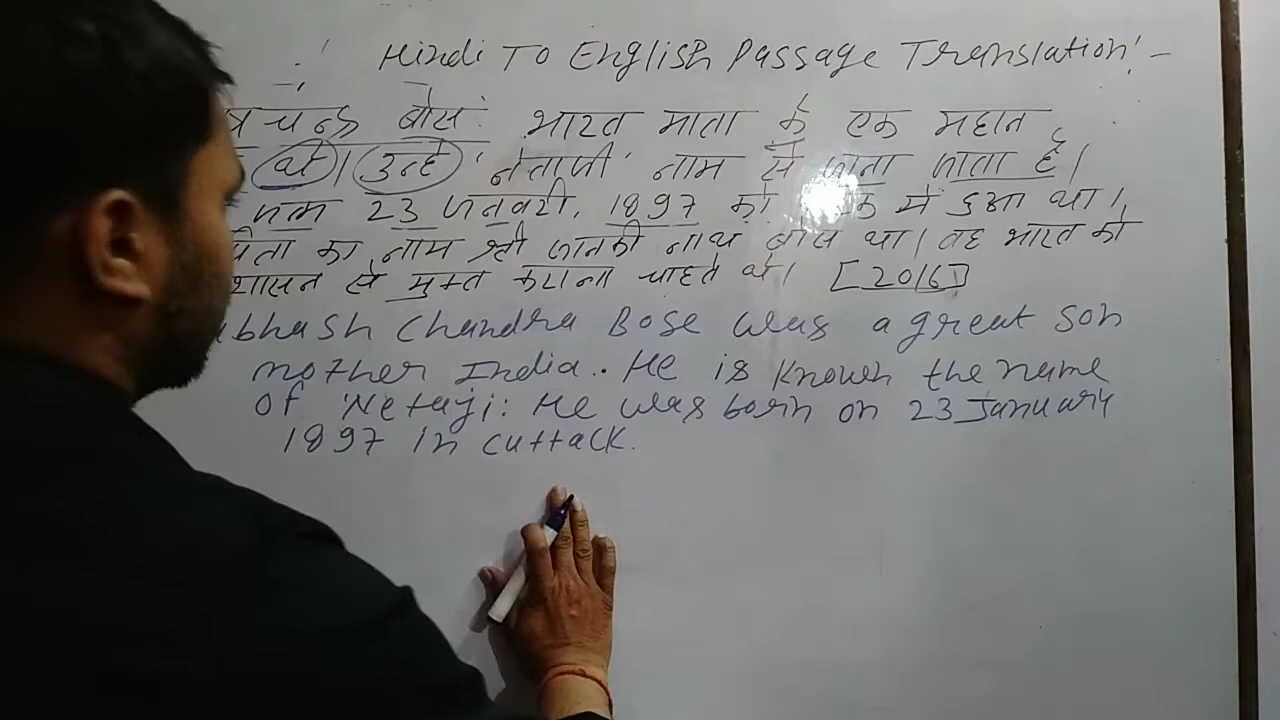 Hindi To English Passage Translation:-
चन्द्र बोस भारत माता के एक महान
थे। उन्हे 'नेताजी' नाम से जाना जाता है।
जन्म 23 जनवरी, 1897 को में हुआ था।
पिता का नाम श्री जानकी नाथ बोस था। वह भारत को
शासन से मुक्त कराना चाहते थे। [2016]
bhash Chandra Bose was a great son
mother India. He is known the name
of 'Netaji: He was born on 23 January
1897 in cuttack.